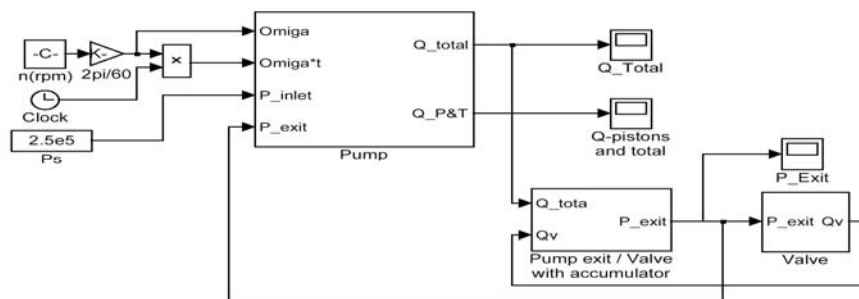 -C-
n(rpm)
K-
2pi/60
x
Clock
2.5e5
Ps
Omiga
Omiga*t
P_inlet
P_exit
Q_total
Q_P&T
Pump
Q_Total
Q-pistons
and total
P_Exit
Q_tota
Qv
P_exit
Pump exit / Valve
with accumulator
P_exit
Qv
Valve